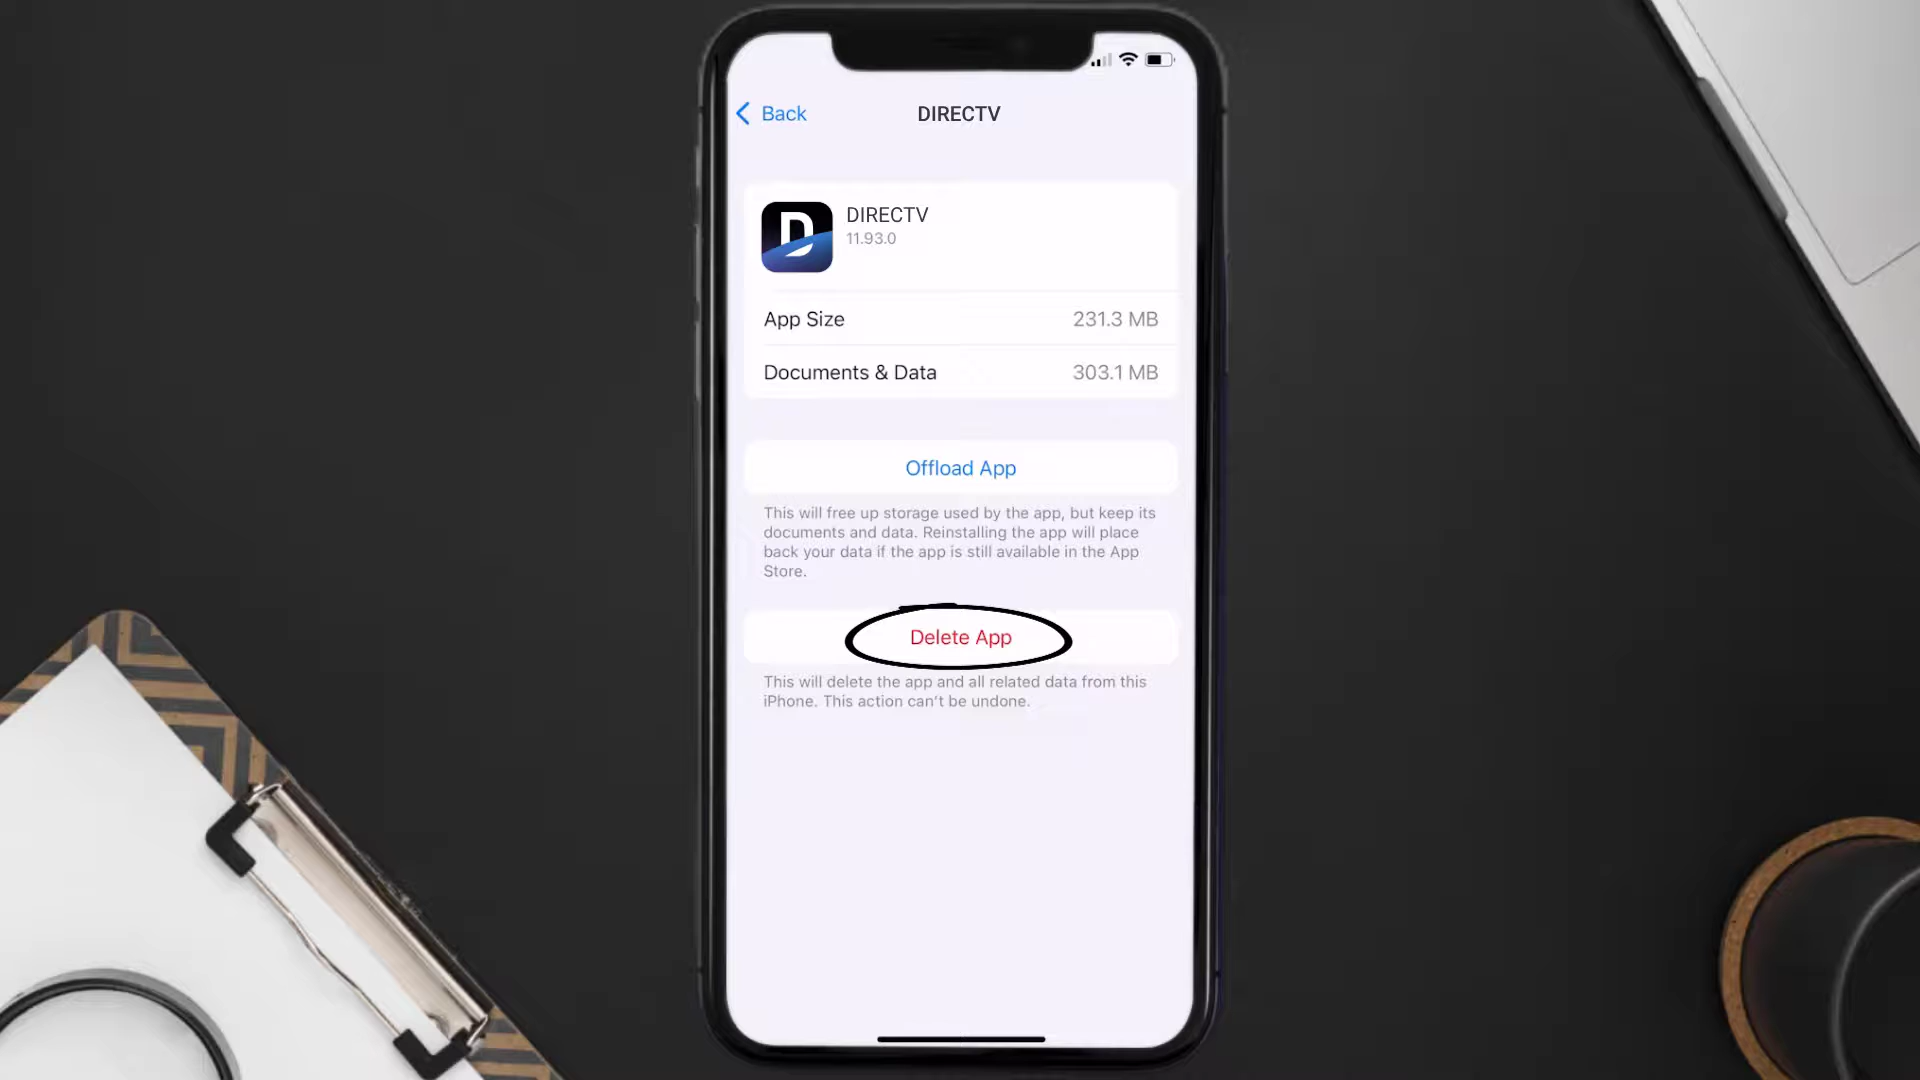 Back
DIRECTV
D
DIRECTV
11.93.0
App Size
231.3 MB
Documents & Data
303.1 MB
Offload App
This will free up storage used by the app, but keep its
documents and data. Reinstalling the app will place
back your data if the app is still available in the App
Store.
Delete App
This will delete the app and all related data from this
iPhone. This action can't be undone.